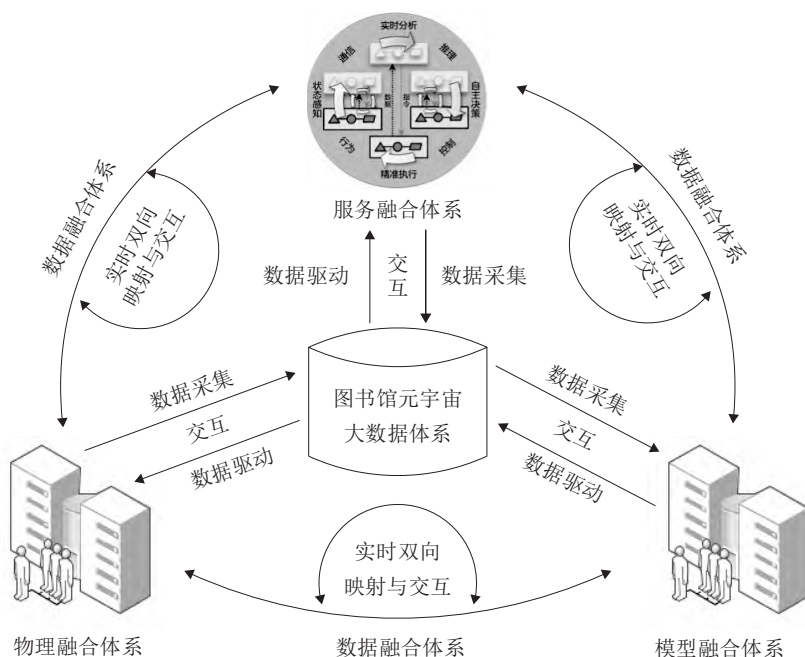 实时分析
通信
推理
状态感知
数据
指令
自主决策
行为
控制
精准执行
服务融合体系
数据融合体系
实时双向
映射与交互
数据融合体系
实时双向
映射与交互
数据驱动
交互
数据采集
图书馆元宇宙
大数据体系
数据采集
交互
数据驱动
数据采集
交互
数据驱动
实时双向
映射与交互
物理融合体系
数据融合体系
模型融合体系